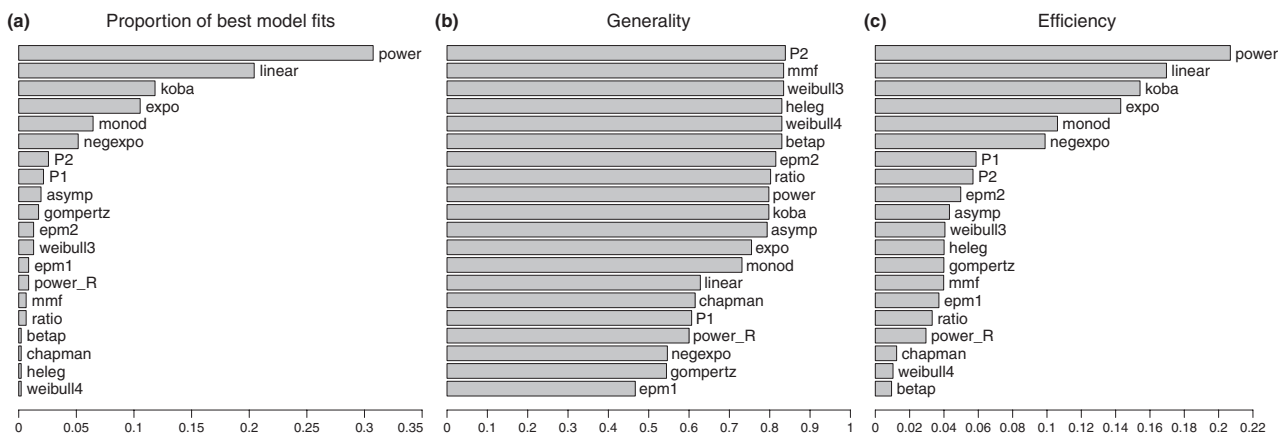 (a) Proportion of best model fits
power
linear
koba
expo
monod
negexpo
P2
P1
asymp
gompertz
epm2
weibull3
epm1
power_R
mmf
ratio
betap
chapman
heleg
weibull4
0 0.05 0.1 0.15 0.2 0.25 0.3 0.35
(b) Generality
P2
mmf
weibull3
heleg
weibull4
betap
epm2
ratio
power
koba
asymp
expo
monod
linear
chapman
P1
power_R
negexpo
gompertz
epm1
0 0.1 0.2 0.3 0.4 0.5 0.6 0.7 0.8 0.9 1
(c) Efficiency
power
linear
koba
expo
monod
negexpo
P1
P2
epm2
asymp
weibull3
heleg
gompertz
mmf
epm1
ratio
power_R
chapman
weibull4
betap
0 0.02 0.04 0.06 0.08 0.1 0.12 0.14 0.16 0.18 0.2 0.22